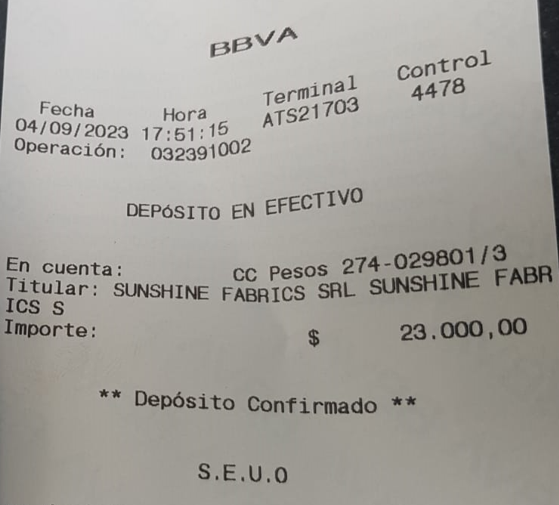 BBVA
Fecha Hora Terminal Control
04/09/2023 17:51:15 ATS21703 4478
Operación: 032391002
DEPóSITO EN EFECTIVO
En cuenta: CC Pesos 274-029801/3
Titular: SUNSHINE FABRICS SRL SUNSHINE FABR
ICS S
Importe: $ 23.000,00
** Depósito Confirmado **
S.E.U.O